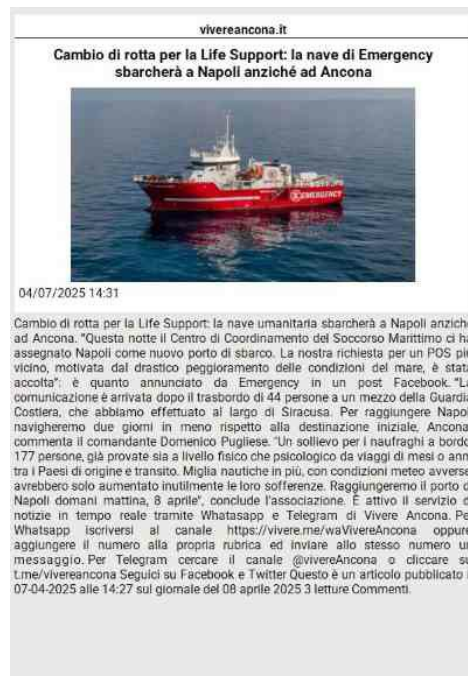 vivereancona.it
Cambio di rotta per la Life Support: la nave di Emergency
sbarcherà a Napoli anziché ad Ancona
EMERGENCY
04/07/2025 14:31
Cambio di rotta per la Life Support: la nave umanitaria sbarcherà a Napoli anziché
ad Ancona. "Questa notte il Centro di Coordinamento del Soccorso Marittimo ci ha
assegnato Napoli come nuovo porto di sbarco. La nostra richiesta per un POS più
vicino, motivata dal drastico peggioramento delle condizioni del mare, è stata
accolta": è quanto annunciato da Emergency in un post Facebook. "La
comunicazione è arrivata dopo il trasbordo di 44 persone a un mezzo della Guardia
Costiera, che abbiamo effettuato al largo di Siracusa. Per raggiungere Napoli
navigheremo due giorni in meno rispetto alla destinazione iniziale, Ancona",
commenta il comandante Domenico Pugliese. "Un sollievo per i naufraghi a bordo,
177 persone, già provate sia a livello fisico che psicologico da viaggi di mesi o anni
tra i Paesi di origine e transito. Miglia nautiche in più, con condizioni meteo avverse,
avrebbero solo aumentato inutilmente le loro sofferenze. Raggiungeremo il porto di
Napoli domani mattina, 8 aprile", conclude l'associazione. È attivo il servizio di
notizie in tempo reale tramite Whatasapp e Telegram di Vivere Ancona. Per
Whatsapp iscriversi al canale https://vivere.me/waVivereAncona oppure
aggiungere il numero alla propria rubrica ed inviare allo stesso numero un
messaggio. Per Telegram cercare il canale @vivereAncona o cliccare su
t.me/vivereancona Seguici su Facebook e Twitter Questo è un articolo pubblicato il
07-04-2025 alle 14:27 sul giornale del 08 aprile 2025 3 letture Commenti